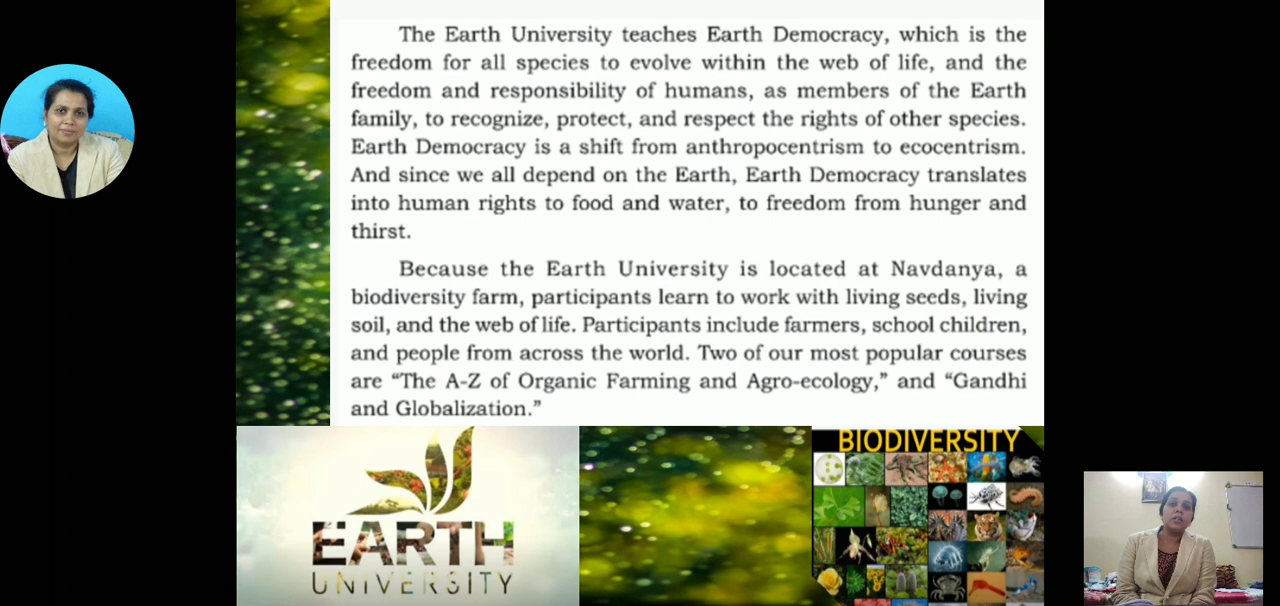 The Earth University teaches Earth Democracy, which is the
freedom for all species to evolve within the web of life, and the
freedom and responsibility of humans, as members of the Earth
family, to recognize, protect, and respect the rights of other species.
Earth Democracy is a shift from anthropocentrism to ecocentrism.
And since we all depend on the Earth, Earth Democracy translates
into human rights to food and water, to freedom from hunger and
thirst.
Because the Earth University is located at Navdanya, a
biodiversity farm, participants learn to work with living seeds, living
soil, and the web of life. Participants include farmers, school children,
and people from across the world. Two of our most popular courses
are “The A-Z of Organic Farming and Agro-ecology,” and “Gandhi
and Globalization.”
EARTH
UNIVERSITY
BIODIVERSITY